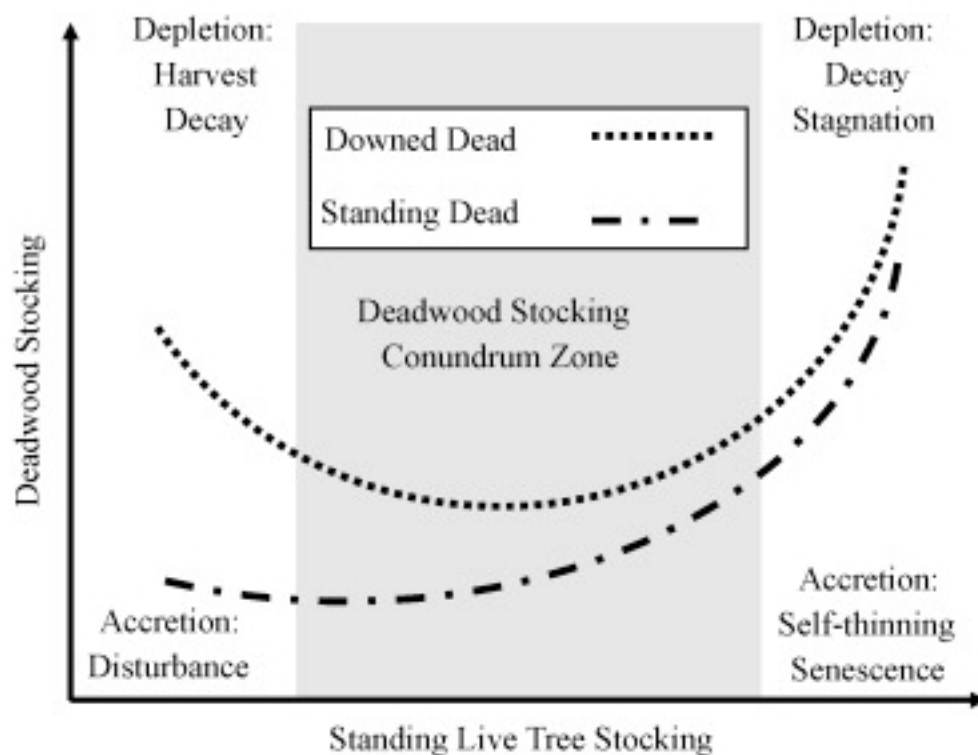 Depletion:
Harvest
Decay
Depletion:
Decay
Stagnation
Downed Dead
Standing Dead
Deadwood Stocking
Conundrum Zone
Deadwood Stocking
Accretion:
Disturbance
Accretion:
Self-thinning
Senescence
Standing Live Tree Stocking